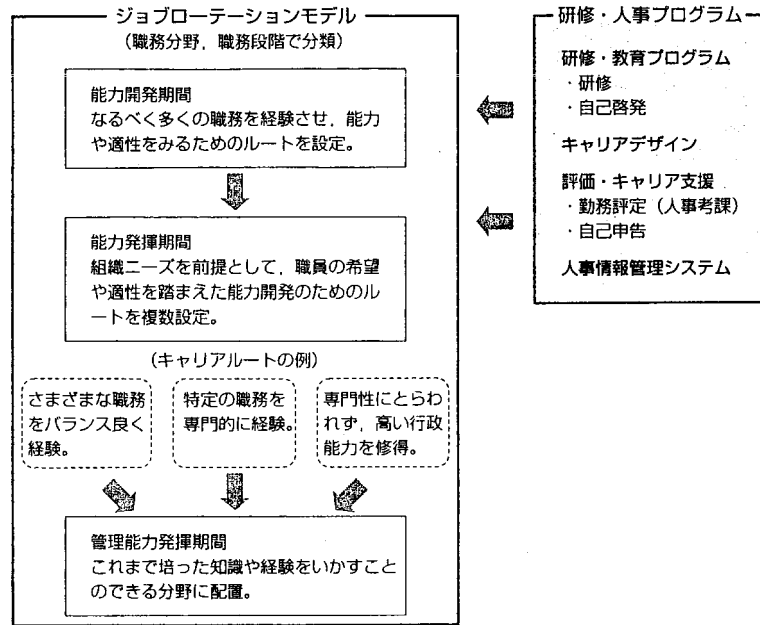 ジョブローテーションモデル
(職務分野，職務段階で分類)
能力開発期間
なるべく多くの職務を経験させ，能力
や適性をみるためのルートを設定。
能力発揮期間
組織ニーズを前提として，職員の希望
や適性を踏まえた能力開発のためのル
ートを複数設定。
(キャリアルートの例)
さまざまな職務
をバランス良く
経験。
特定の職務を
専門的に経験。
専門性にとらわ
れず，高い行政
能力を修得。
管理能力発揮期間
これまで培った知識や経験をいかすこと
のできる分野に配置。
研修・人事プログラム
研修・教育プログラム
・研修
・自己啓発
キャリアデザイン
評価・キャリア支援
・勤務評定（人事考課）
・自己申告
人事情報管理システム